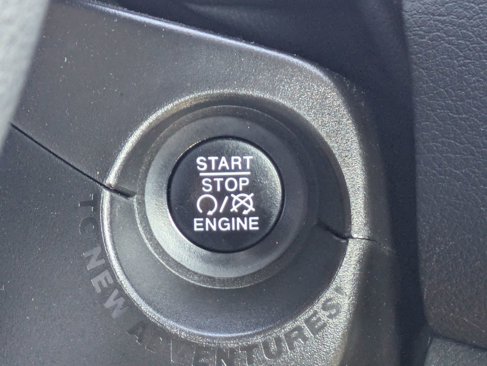 START
STOP
/
ENGINE
TO NEW ADVENTURES!